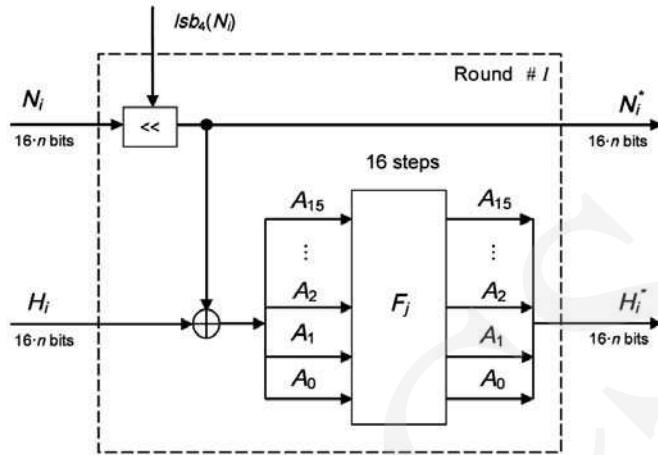 lsb₄(Nᵢ)
Round # I
Nᵢ
<<
Nᵢ*
16·n bits
16·n bits
16 steps
A₁₅
A₁₅
⋮
⋮
Hᵢ
A₂
Fⱼ
A₂
Hᵢ*
16·n bits
A₁
A₁
16·n bits
A₀
A₀